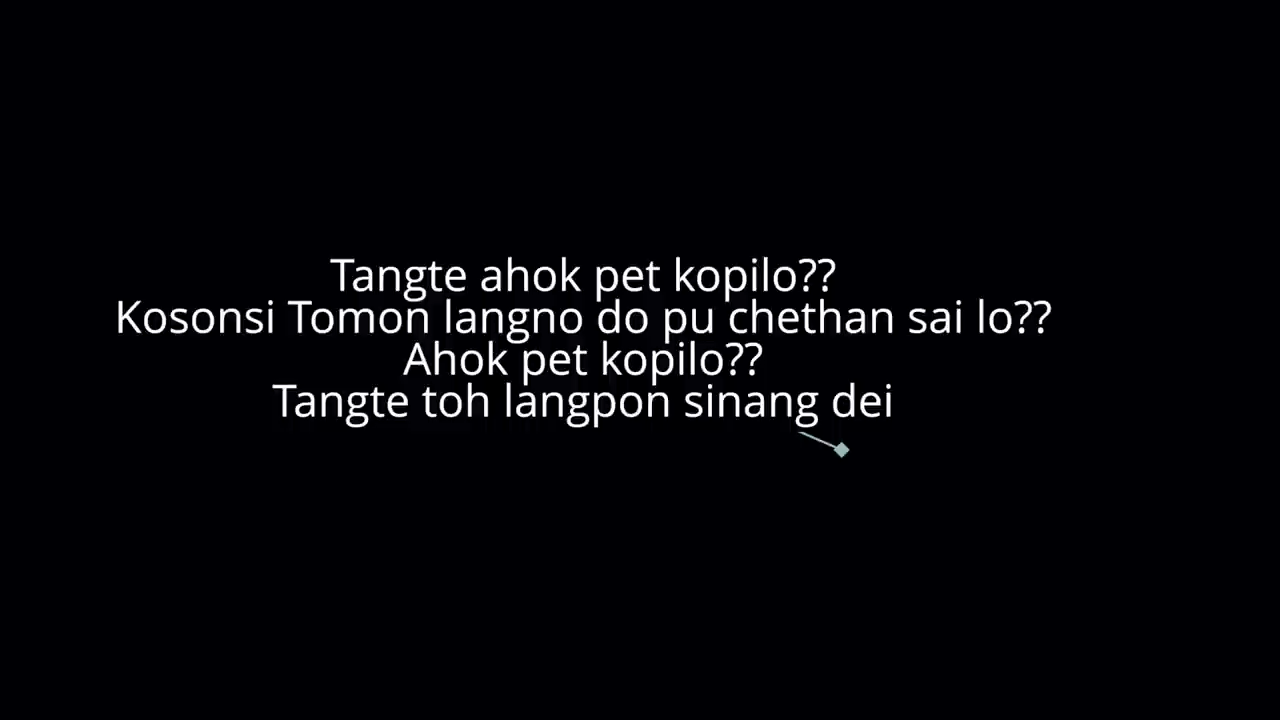 Tangte ahok pet kopilo??
Kosonsi Tomon langno do pu chethan sai lo??
Ahok pet kopilo??
Tangte toh langpon sinang dei